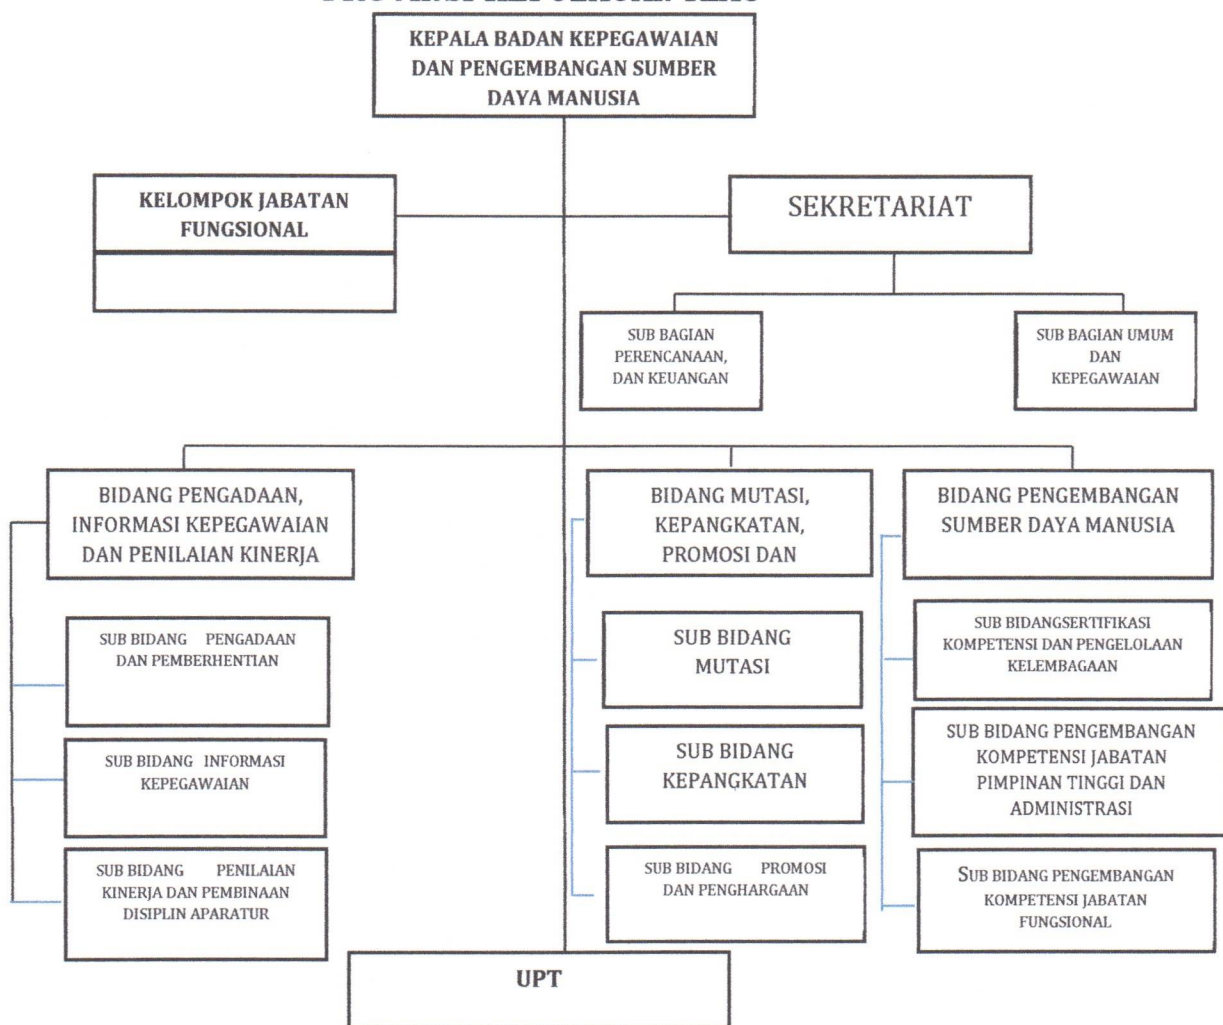 KEPALA BADAN KEPEGAWAIAN
DAN PENGEMBANGAN SUMBER
DAYA MANUSIA
KELOMPOK JABATAN
FUNGSIONAL
SEKRETARIAT
SUB BAGIAN
PERENCANAAN,
DAN KEUANGAN
SUB BAGIAN UMUM
DAN
KEPEGAWAIAN
BIDANG PENGADAAN,
INFORMASI KEPEGAWAIAN
DAN PENILAIAN KINERJA
BIDANG MUTASI,
KEPANGKATAN,
PROMOSI DAN
BIDANG PENGEMBANGAN
SUMBER DAYA MANUSIA
SUB BIDANG PENGADAAN
DAN PEMBERHENTIAN
SUB BIDANG INFORMASI
KEPEGAWAIAN
SUB BIDANG PENILAIAN
KINERJA DAN PEMBINAAN
DISIPLIN APARATUR
SUB BIDANG
MUTASI
SUB BIDANG
KEPANGKATAN
SUB BIDANG PROMOSI
DAN PENGHARGAAN
SUB BIDANGSERTIFIKASI
KOMPETENSI DAN PENGELOLAAN
KELEMBAGAAN
SUB BIDANG PENGEMBANGAN
KOMPETENSI JABATAN
PIMPINAN TINGGI DAN
ADMINISTRASI
SUB BIDANG PENGEMBANGAN
KOMPETENSI JABATAN
FUNGSIONAL
UPT